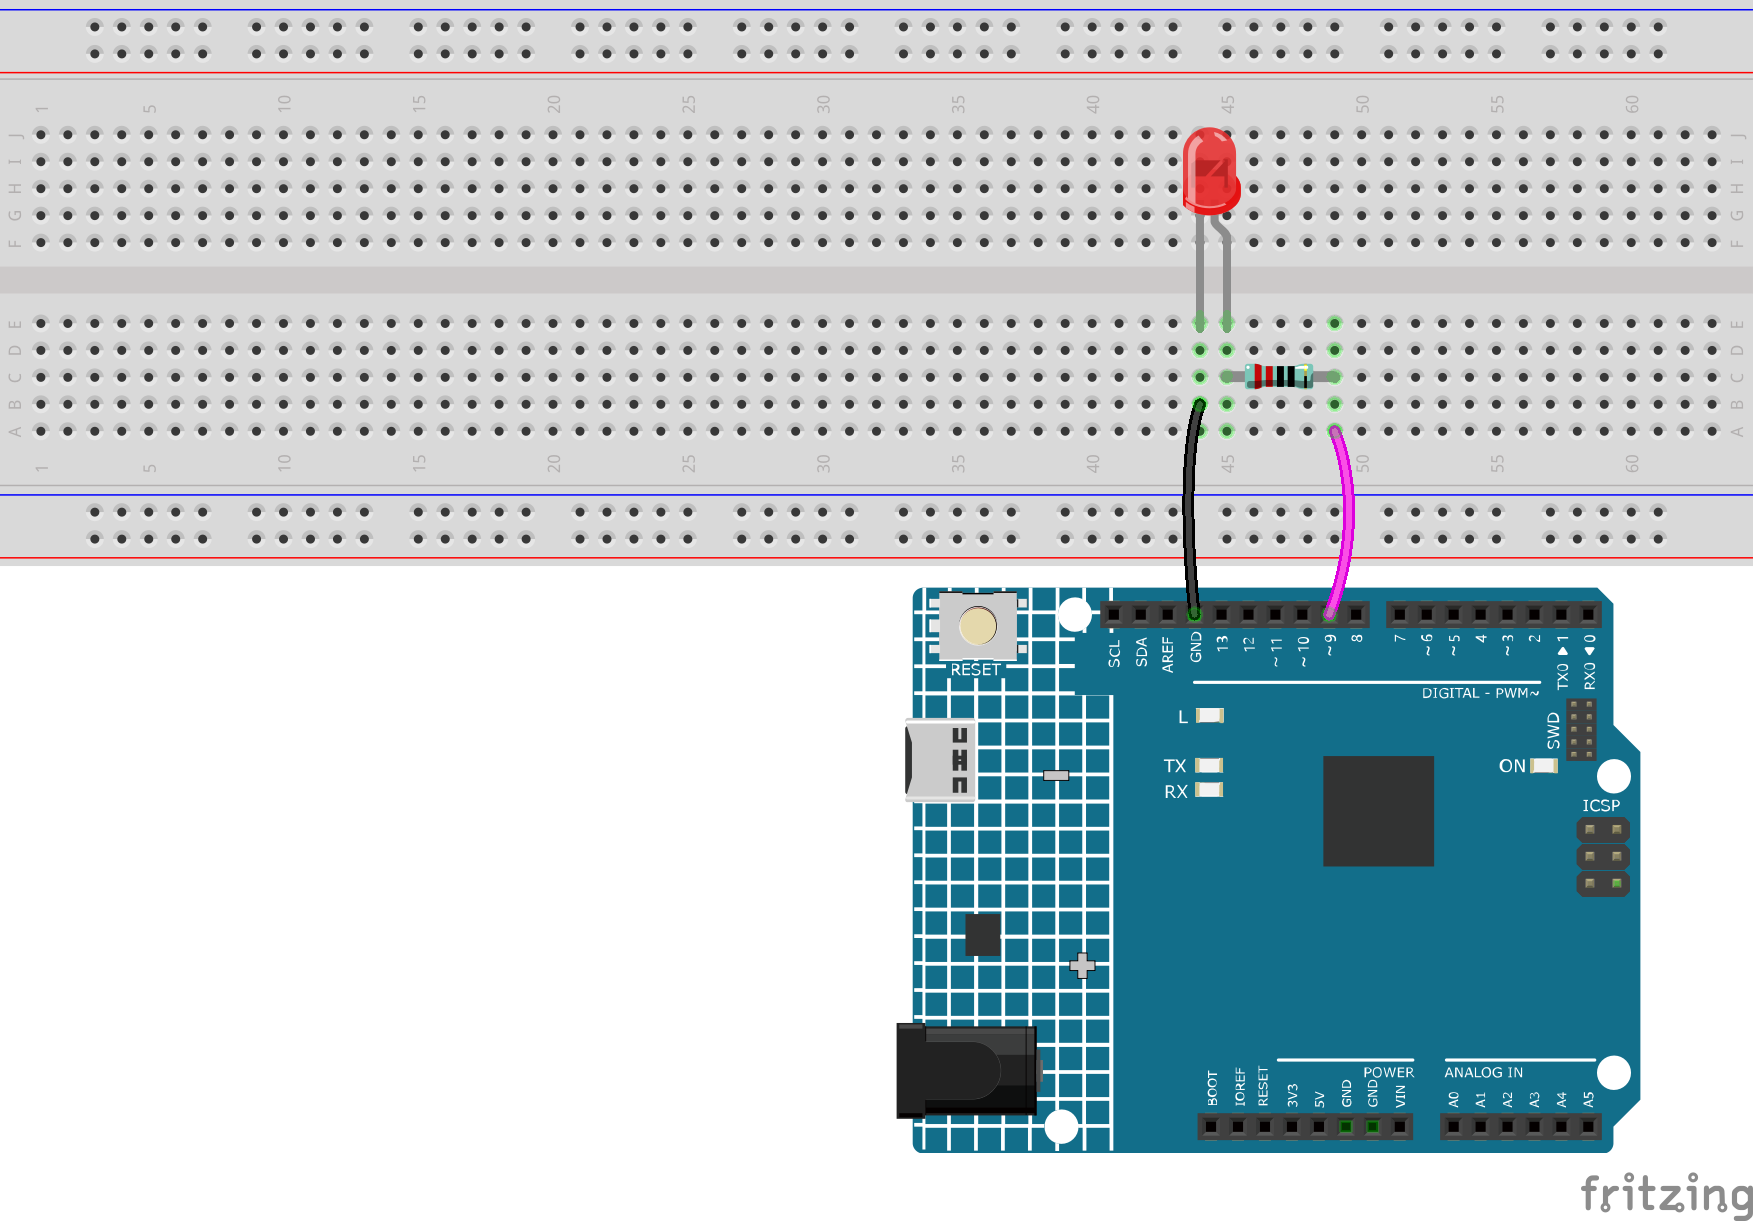 1 5 10 15 20 25 30 35 40 45 50 55 60
J J
I I
H H
G G
F F
E E
D D
C C
B B
A A
1 5 10 15 20 25 30 35 40 45 50 55 60
SCL SDA AREF GND 13 12 ~11 ~10 ~9 8 7 ~6 ~5 4 ~3 2 TX0 ▶ 1 RX0 ◀ 0
RESET
DIGITAL - PWM~
L
SWD
TX
ON
RX
ICSP
POWER
ANALOG IN
BOOT IOREF RESET 3V3 5V GND GND VIN A0 A1 A2 A3 A4 A5
fritzing